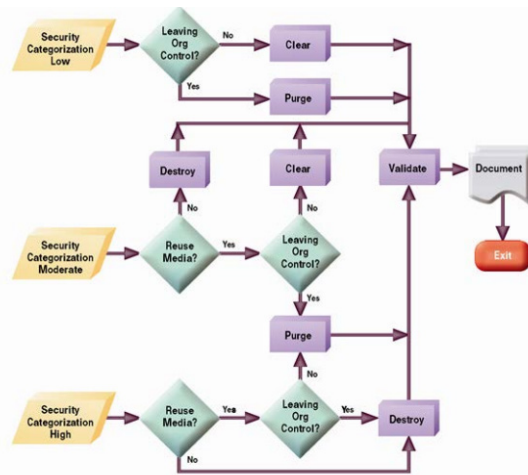 Security
Categorization
Low
Leaving
Org
Control?
No
Clear
Yes
Purge
Destroy
Clear
Validate
Document
No
No
Security
Categorization
Moderate
Reuse
Media?
Yes
Leaving
Org
Control?
Exit
Yes
Purge
No
Security
Categorization
High
Reuse
Media?
Yes
Leaving
Org
Control?
Yes
Destroy
No